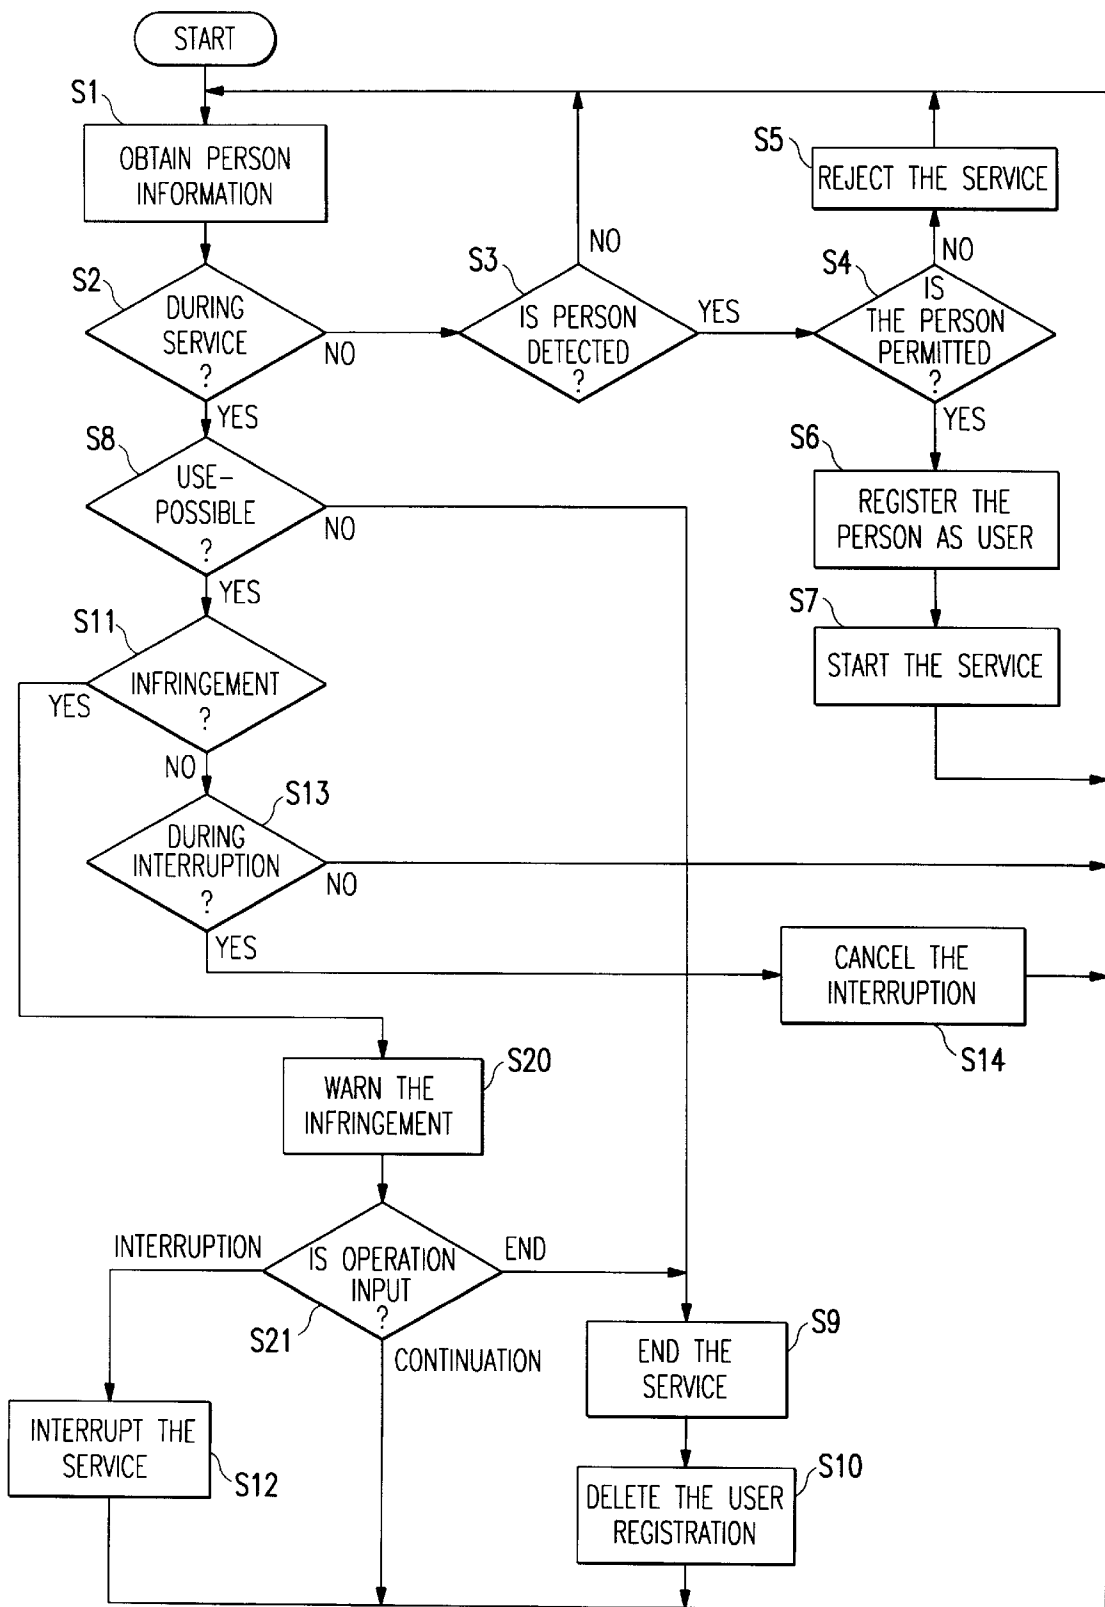 START
S1
OBTAIN PERSON
INFORMATION
S2
DURING
SERVICE
?
NO
YES
S3
IS PERSON
DETECTED
?
NO
YES
S4
IS
THE PERSON
PERMITTED
?
NO
YES
S5
REJECT THE SERVICE
S6
REGISTER THE
PERSON AS USER
S7
START THE SERVICE
S8
USE-
POSSIBLE
?
NO
YES
S11
INFRINGEMENT
?
YES
NO
S13
DURING
INTERRUPTION
?
NO
YES
CANCEL THE
INTERRUPTION
S14
S20
WARN THE
INFRINGEMENT
INTERRUPTION
IS OPERATION
INPUT
?
END
S21
CONTINUATION
S9
END THE
SERVICE
INTERRUPT THE
SERVICE
S12
S10
DELETE THE USER
REGISTRATION